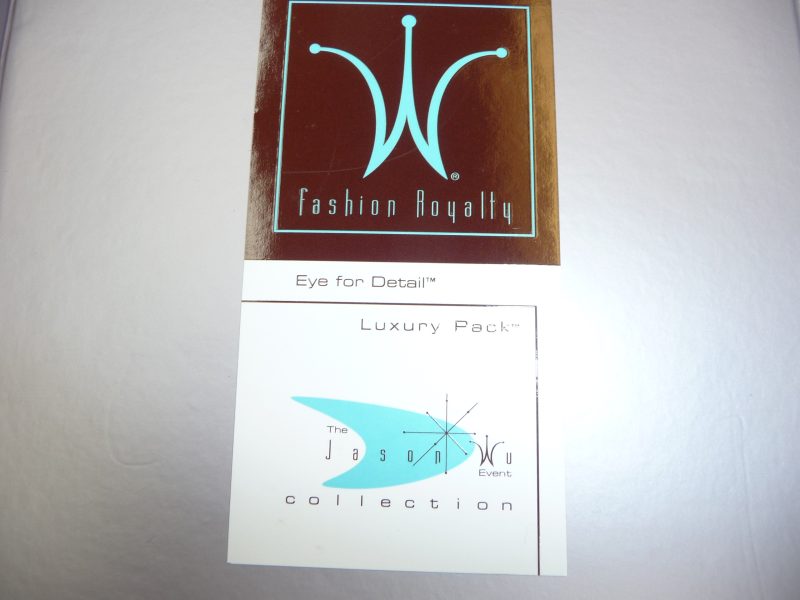 W®
Fashion Royalty
Eye for Detail™
Luxury Pack™
The
Jason Wu
Event
collection